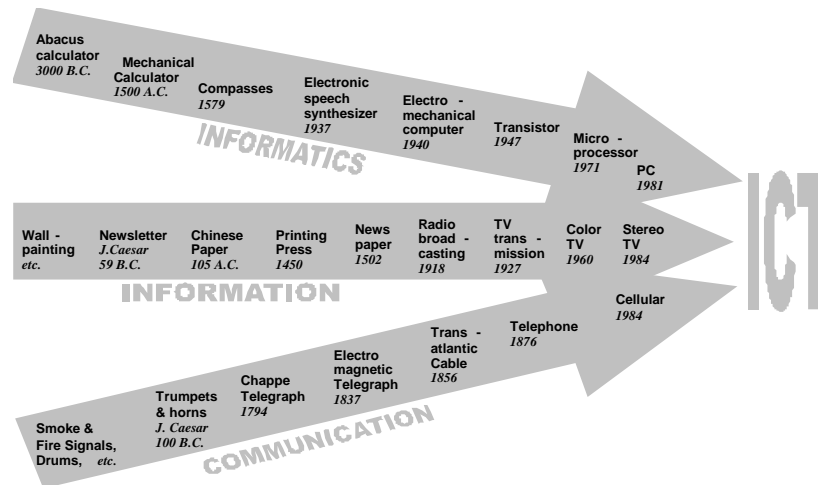 Abacus
calculator
3000 B.C.
Mechanical
Calculator
1500 A.C.
Compasses
1579
Electronic
speech
synthesizer
1937
Electro -
mechanical
computer
1940
Transistor
1947
Micro -
processor
1971
PC
1981
INFORMATICS
Wall -
painting
etc.
Newsletter
J.Caesar
59 B.C.
Chinese
Paper
105 A.C.
Printing
Press
1450
News
paper
1502
Radio
broad -
casting
1918
TV
trans -
mission
1927
Color
TV
1960
Stereo
TV
1984
INFORMATION
Smoke &
Fire Signals,
Drums, etc.
Trumpets
& horns
J. Caesar
100 B.C.
Chappe
Telegraph
1794
Electro
magnetic
Telegraph
1837
Trans -
atlantic
Cable
1856
Telephone
1876
Cellular
1984
COMMUNICATION
ICT